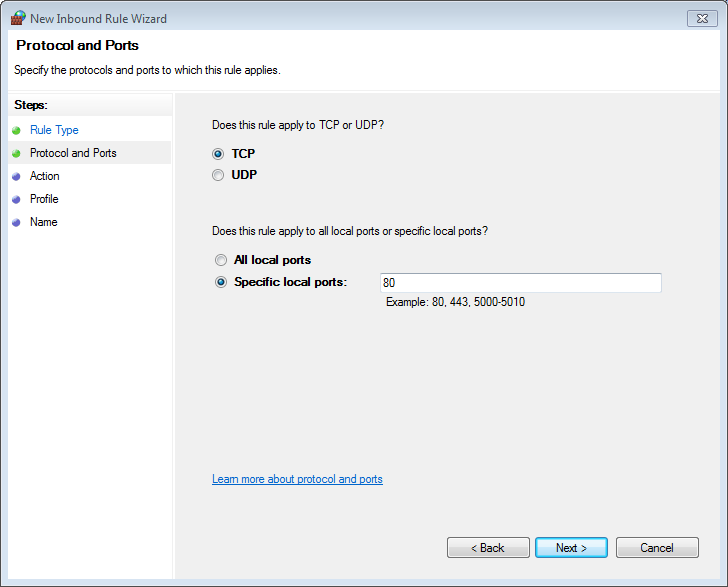 New Inbound Rule Wizard
Protocol and Ports
Specify the protocols and ports to which this rule applies.
Steps:
Rule Type
Protocol and Ports
Action
Profile
Name
Does this rule apply to TCP or UDP?
TCP
UDP
Does this rule apply to all local ports or specific local ports?
All local ports
Specific local ports:
80
Example: 80, 443, 5000-5010
Learn more about protocol and ports
< Back
Next >
Cancel